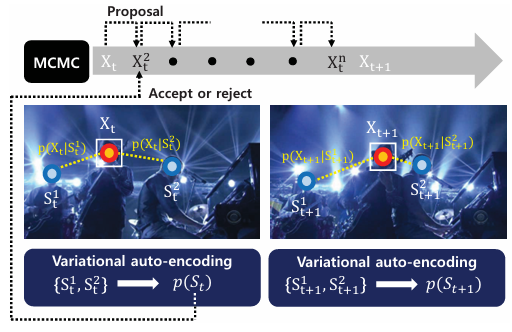 Proposal
MCMC X_t X_t^2 • • • • X_t^n X_{t+1}
Accept or reject
X_t
p(X_t|S_t^1) p(X_t|S_t^2)
S_t^1 S_t^2
X_{t+1}
p(X_{t+1}|S_{t+1}^1) p(X_{t+1}|S_{t+1}^2)
S_{t+1}^1 S_{t+1}^2
Variational auto-encoding
{S_t^1, S_t^2} → p(S_t)
Variational auto-encoding
{S_{t+1}^1, S_{t+1}^2} → p(S_{t+1})